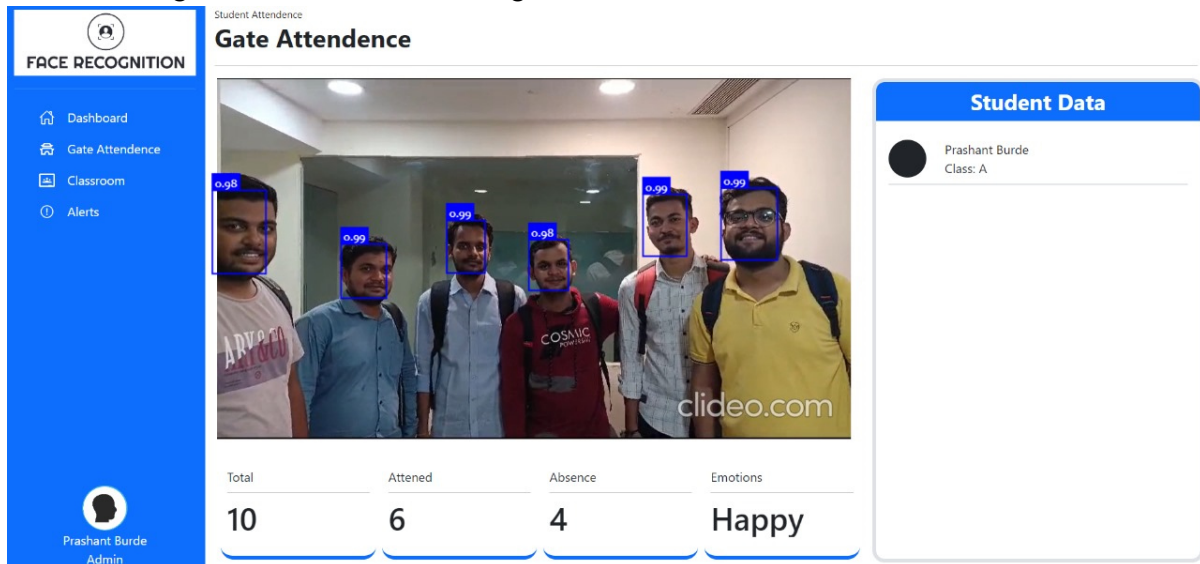 FACE RECOGNITION
Dashboard
Gate Attendence
Classroom
Alerts
Prashant Burde
Admin
Student Attendence
Gate Attendence
0.98
0.99
0.99
0.98
0.99
0.99
ARY&CO
COSMIC
clideo.com
Student Data
Prashant Burde
Class: A
Total
Attened
Absence
Emotions
10
6
4
Happy